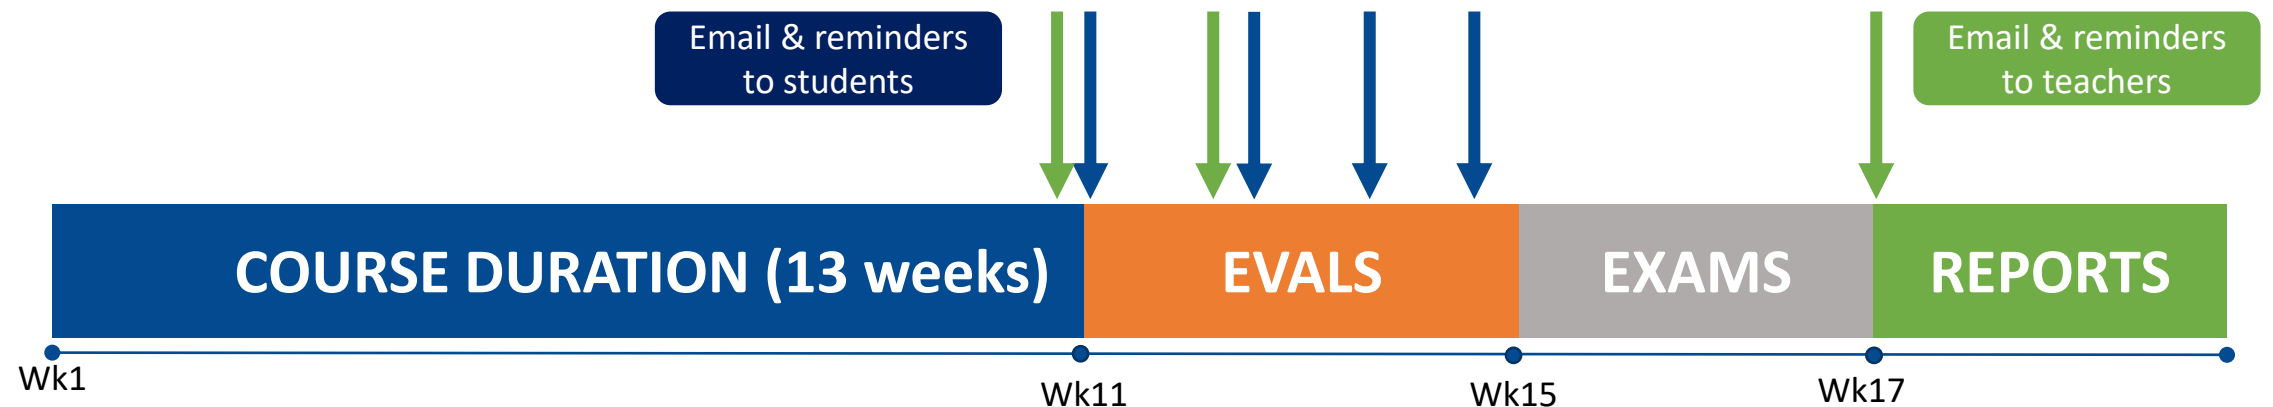 Email & reminders
to students
Email & reminders
to teachers
COURSE DURATION (13 weeks)
EVALS
EXAMS
REPORTS
Wk1
Wk11
Wk15
Wk17